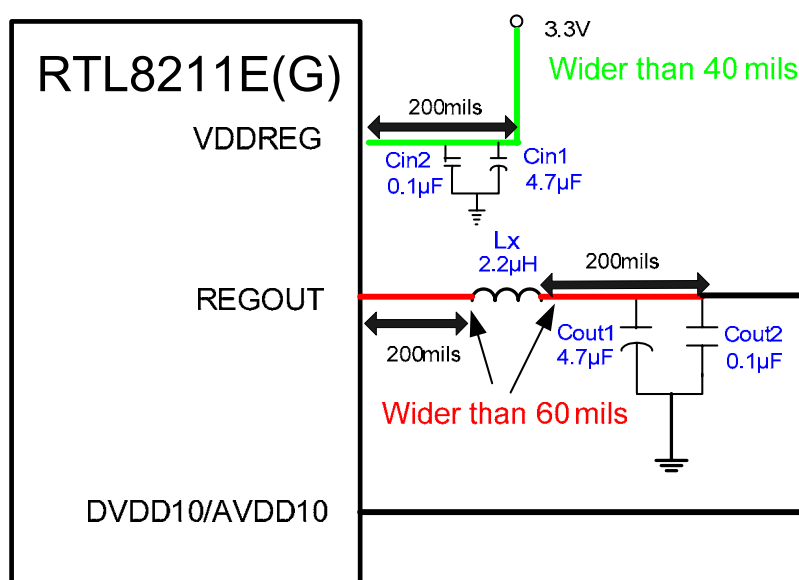 3.3V
RTL8211E(G)
Wider than 40 mils
200mils
VDDREG
Cin2
0.1µF
Cin1
4.7µF
Lx
2.2µH
200mils
REGOUT
200mils
Cout1
4.7µF
Cout2
0.1µF
Wider than 60 mils
DVDD10/AVDD10